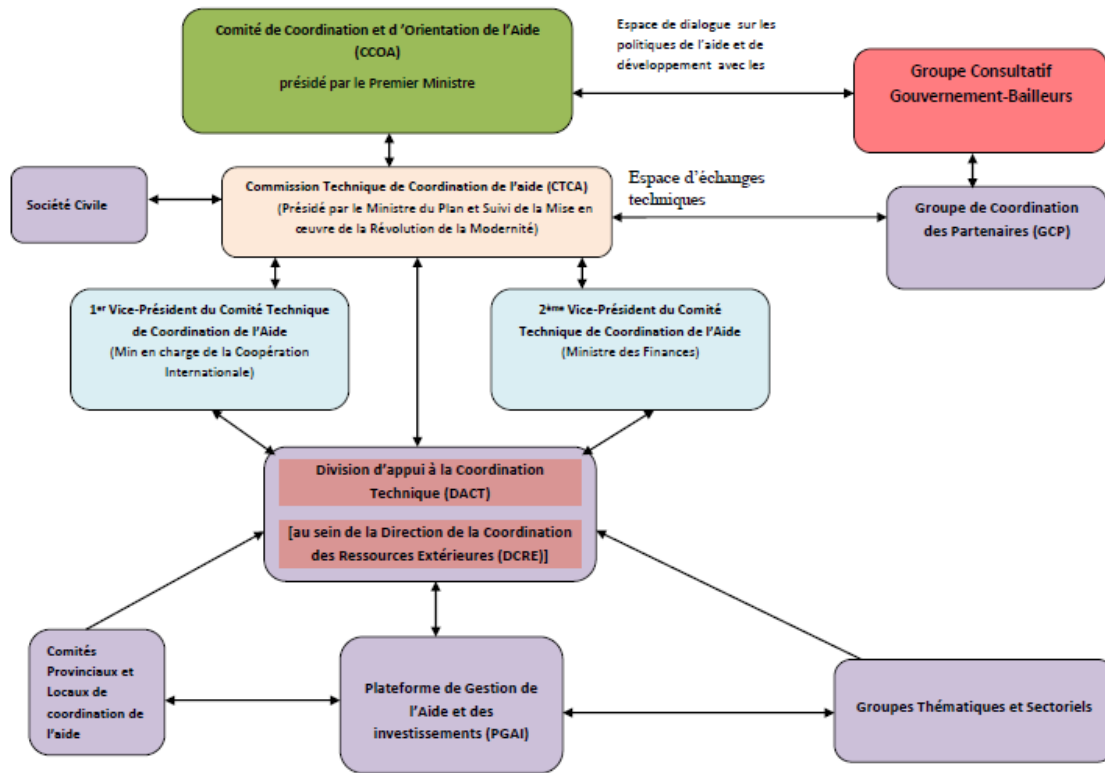 Comité de Coordination et d ’Orientation de l’Aide
(CCOA)
présidé par le Premier Ministre
Espace de dialogue sur les
politiques de l’aide et de
développement avec les
Groupe Consultatif
Gouvernement-Bailleurs
Société Civile
Commission Technique de Coordination de l’aide (CTCA)
(Présidé par le Ministre du Plan et Suivi de la Mise en
œuvre de la Révolution de la Modernité)
Espace d’échanges
techniques
Groupe de Coordination
des Partenaires (GCP)
1er Vice-Président du Comité Technique
de Coordination de l’Aide
(Min en charge de la Coopération
Internationale)
2ème Vice-Président du Comité
Technique de Coordination de l’Aide
(Ministre des Finances)
Division d’appui à la Coordination
Technique (DACT)
[au sein de la Direction de la Coordination
des Ressources Extérieures (DCRE)]
Comités
Provinciaux et
Locaux de
coordination de
l’aide
Plateforme de Gestion de
l’Aide et des
investissements (PGAI)
Groupes Thématiques et Sectoriels